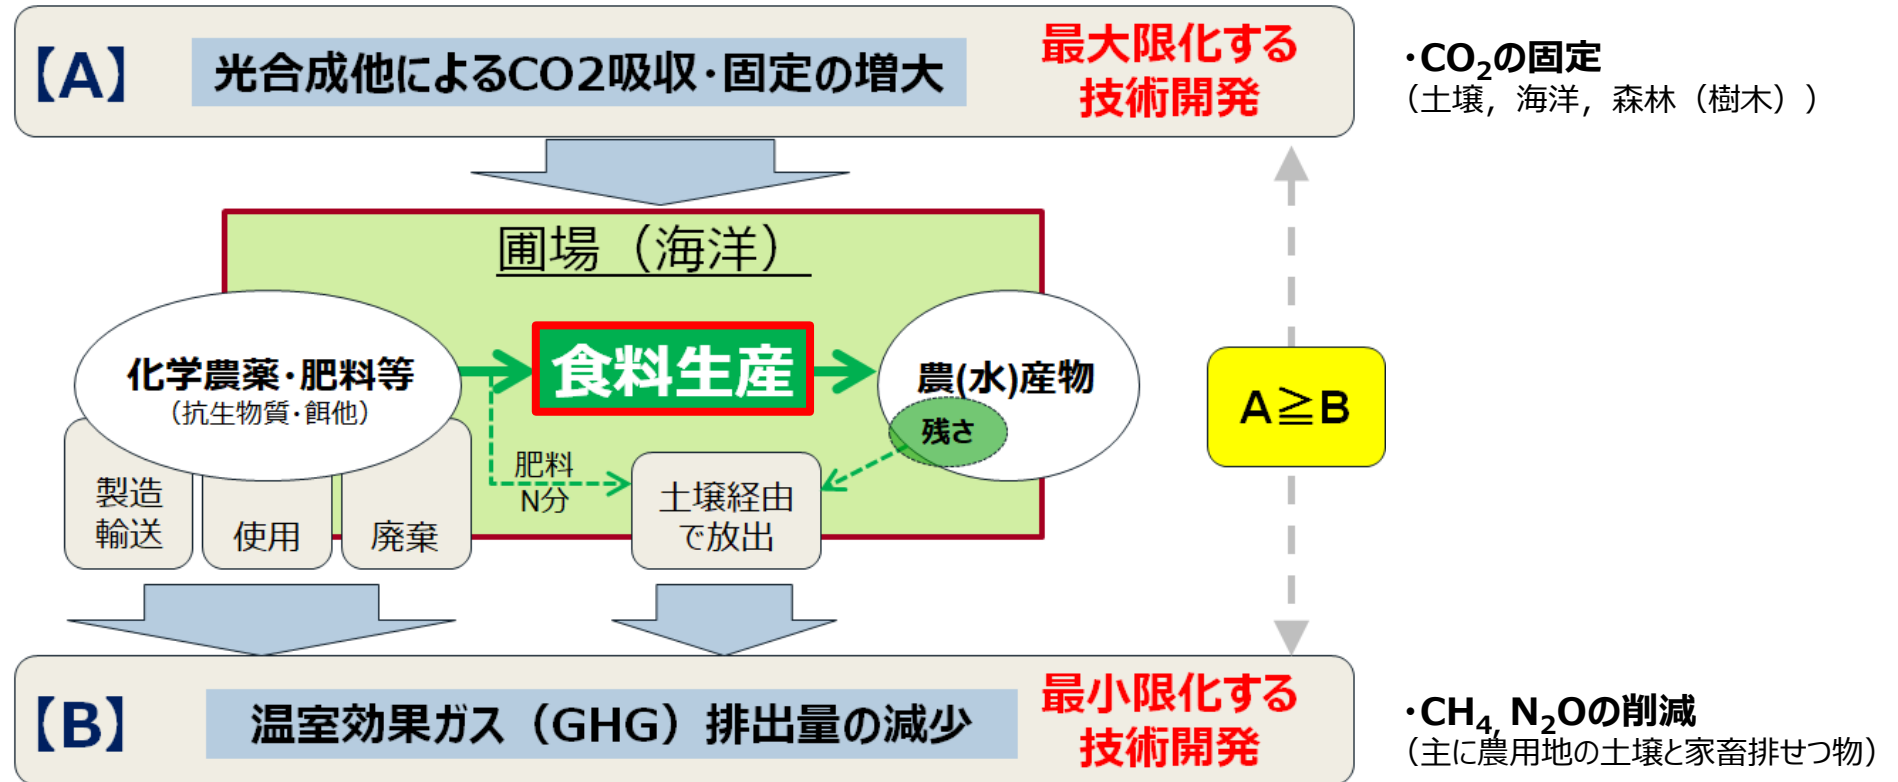 【A】
光合成他によるCO2吸収・固定の増大
最大限化する
技術開発
・CO₂の固定
（土壌，海洋，森林（樹木））
圃場（海洋）
化学農薬・肥料等
（抗生物質・餌他）
食料生産
農(水)産物
残さ
A≧B
肥料
N分
製造
輸送
使用
廃棄
土壌経由
で放出
【B】
温室効果ガス（GHG）排出量の減少
最小限化する
技術開発
・CH₄, N₂Oの削減
（主に農用地の土壌と家畜排せつ物）